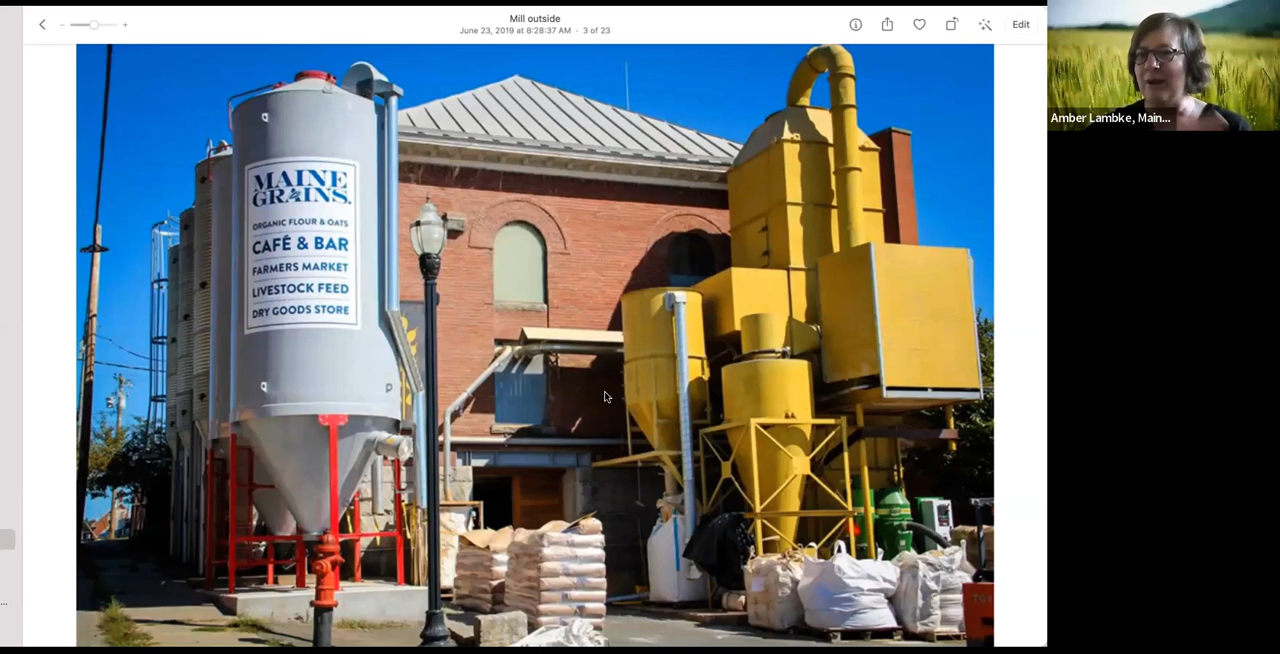 Mill outside
June 23, 2019 at 8:28:37 AM · 3 of 23
Edit
Amber Lambke, Main...
MAINE
GRAINS.
ORGANIC FLOUR & OATS
CAFÉ & BAR
FARMERS MARKET
LIVESTOCK FEED
DRY GOODS STORE